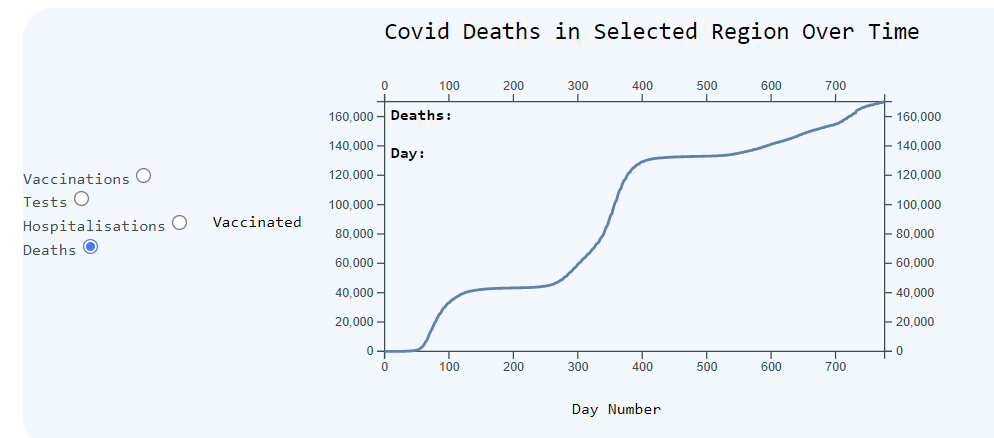 Covid Deaths in Selected Region Over Time
0 100 200 300 400 500 600 700
Deaths:
Day:
160,000
140,000
120,000
100,000
80,000
60,000
40,000
20,000
0
160,000
140,000
120,000
100,000
80,000
60,000
40,000
20,000
0
0 100 200 300 400 500 600 700
Day Number
Vaccinations
Tests
Hospitalisations
Deaths
Vaccinated